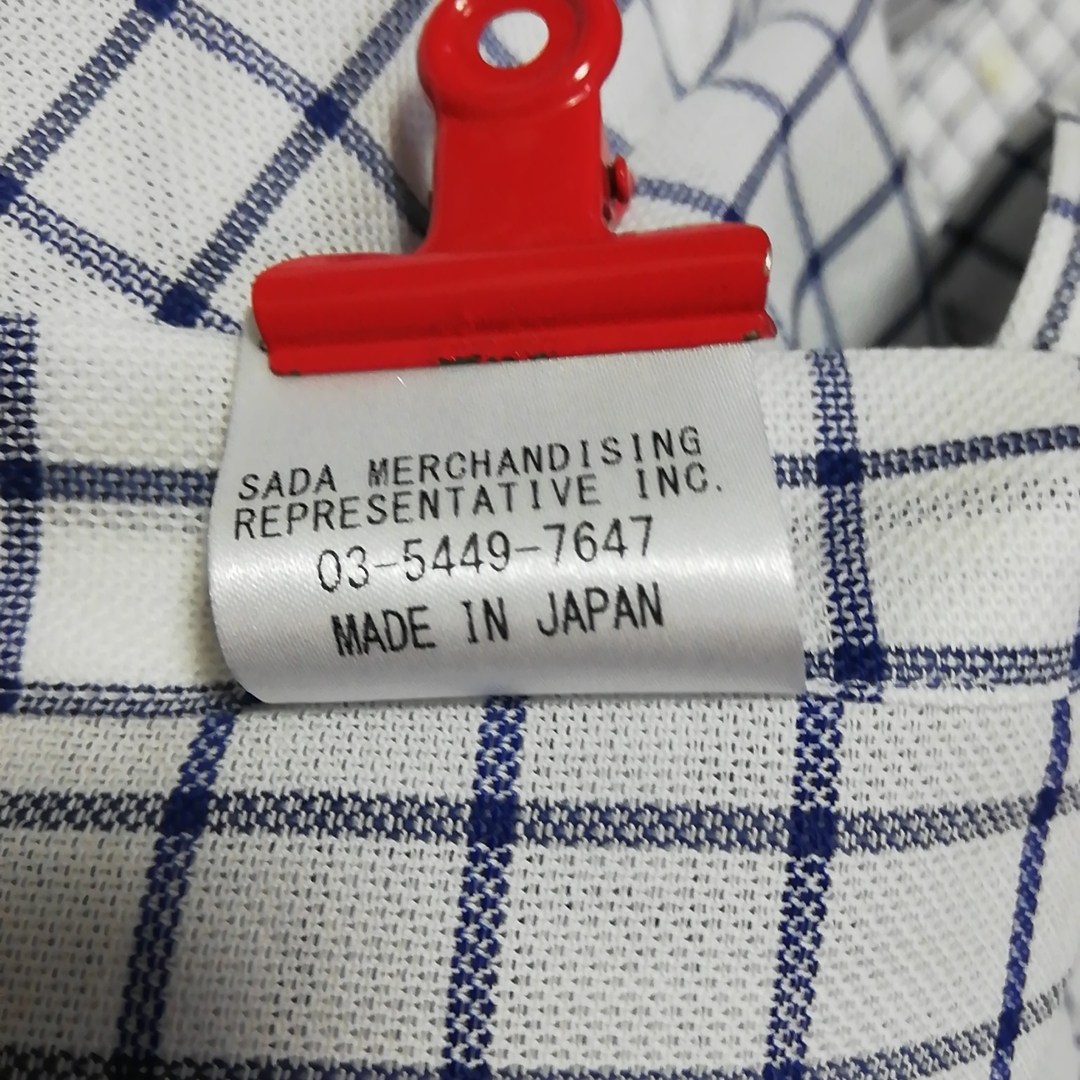 SADA MERCHANDISING
REPRESENTATIVE INC.
03-5449-7647
MADE IN JAPAN